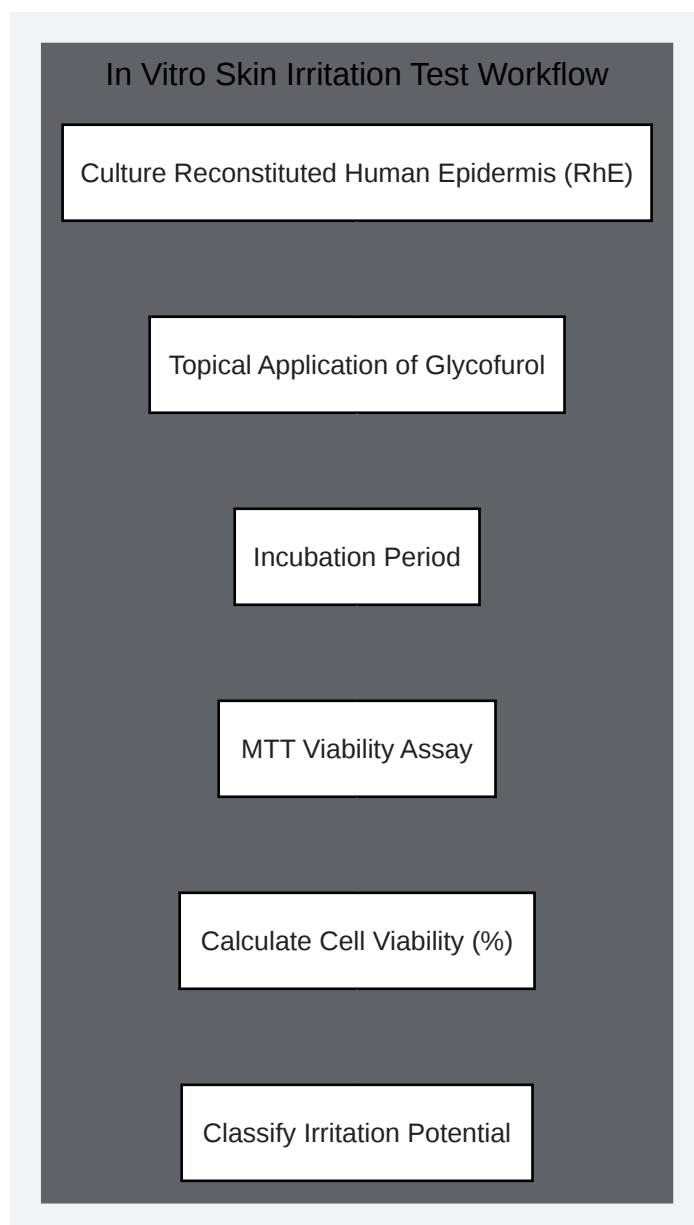 In Vitro Skin Irritation Test Workflow
Culture Reconstituted Human Epidermis (RhE)
Topical Application of Glycofurol
Incubation Period
MTT Viability Assay
Calculate Cell Viability (%)
Classify Irritation Potential